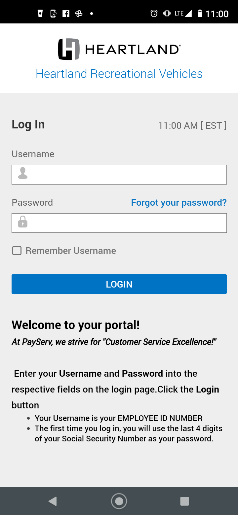 LTE 11:00
HEARTLAND
Heartland Recreational Vehicles
Log In 11:00 AM [ EST ]
Username
Password Forgot your password?
Remember Username
LOGIN
Welcome to your portal!
At PayServ, we strive for "Customer Service Excellence!"
Enter your Username and Password into the
respective fields on the login page.Click the Login
button
• Your Username is your EMPLOYEE ID NUMBER
• The first time you log in, you will use the last 4 digits
of your Social Security Number as your password.